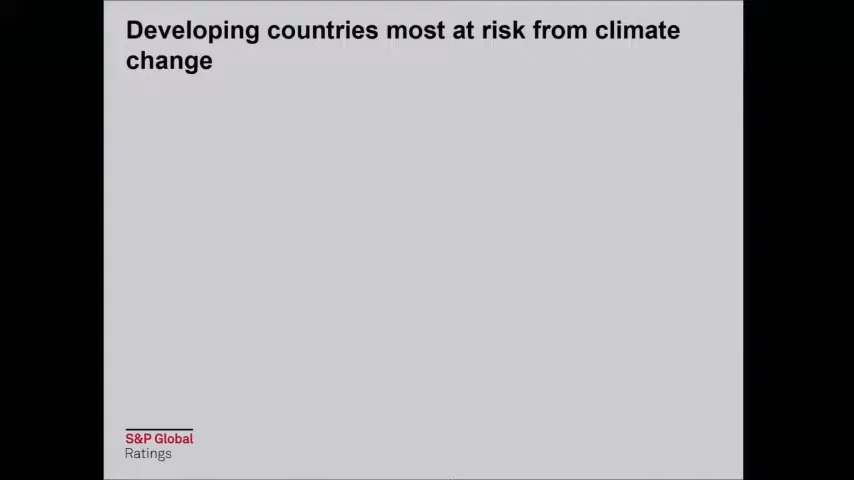 Developing countries most at risk from climate
change
S&P Global
Ratings